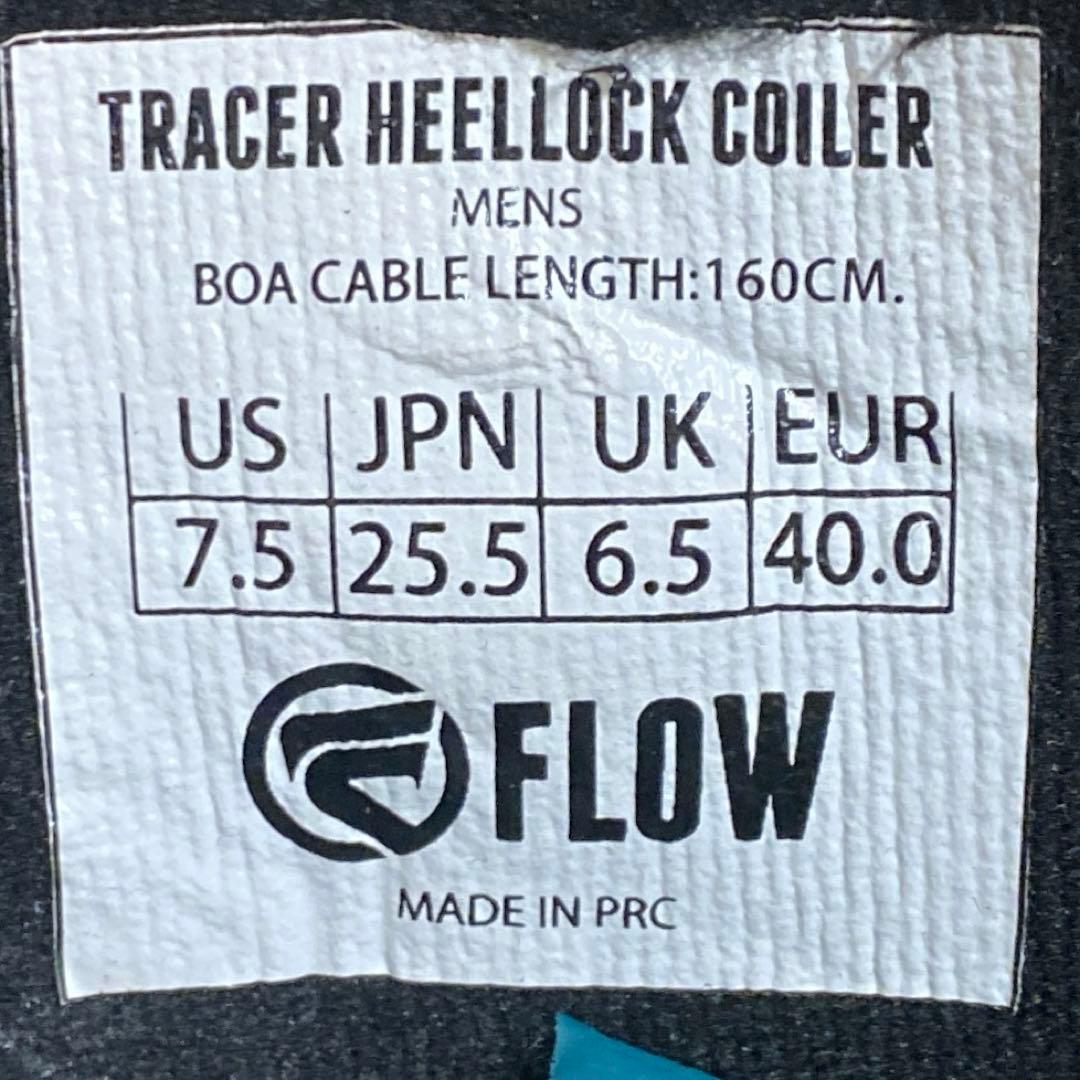 TRACER HEELLOCK COILER
MENS
BOA CABLE LENGTH:160CM.
US JPN UK EUR
7.5 25.5 6.5 40.0
FLOW
MADE IN PRC